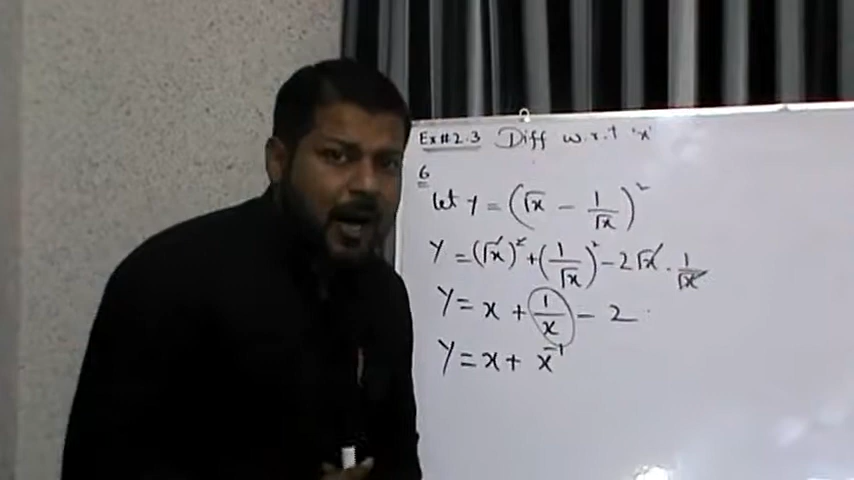 Ex#2.3 Diff w.r.t 'x'
6
let y = (√x − 1/√x)²
y = (√x)² + (1/√x)² − 2√x . 1/√x
y = x + 1/x − 2
y = x + x⁻¹